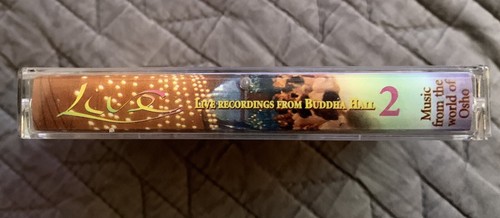 Live
LIVE RECORDINGS FROM BUDDHA HALL
2
Music
from the
world of
Osho